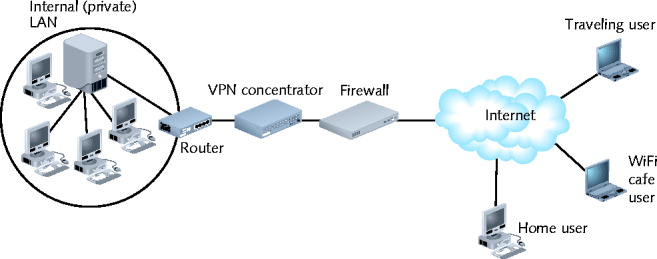 Internal (private)
LAN
Traveling user
VPN concentrator
Firewall
Internet
Router
WiFi
cafe
user
Home user